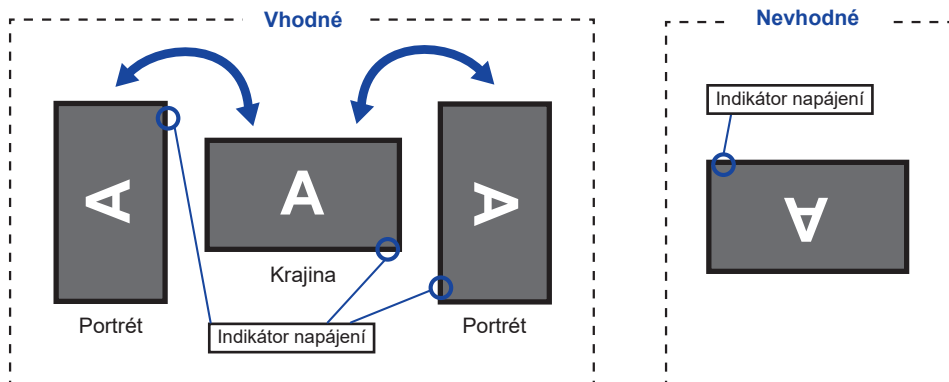 Vhodné
Nevhodné
Indikátor napájení
A
A
A
A
Krajina
Portrét
Portrét
Indikátor napájení